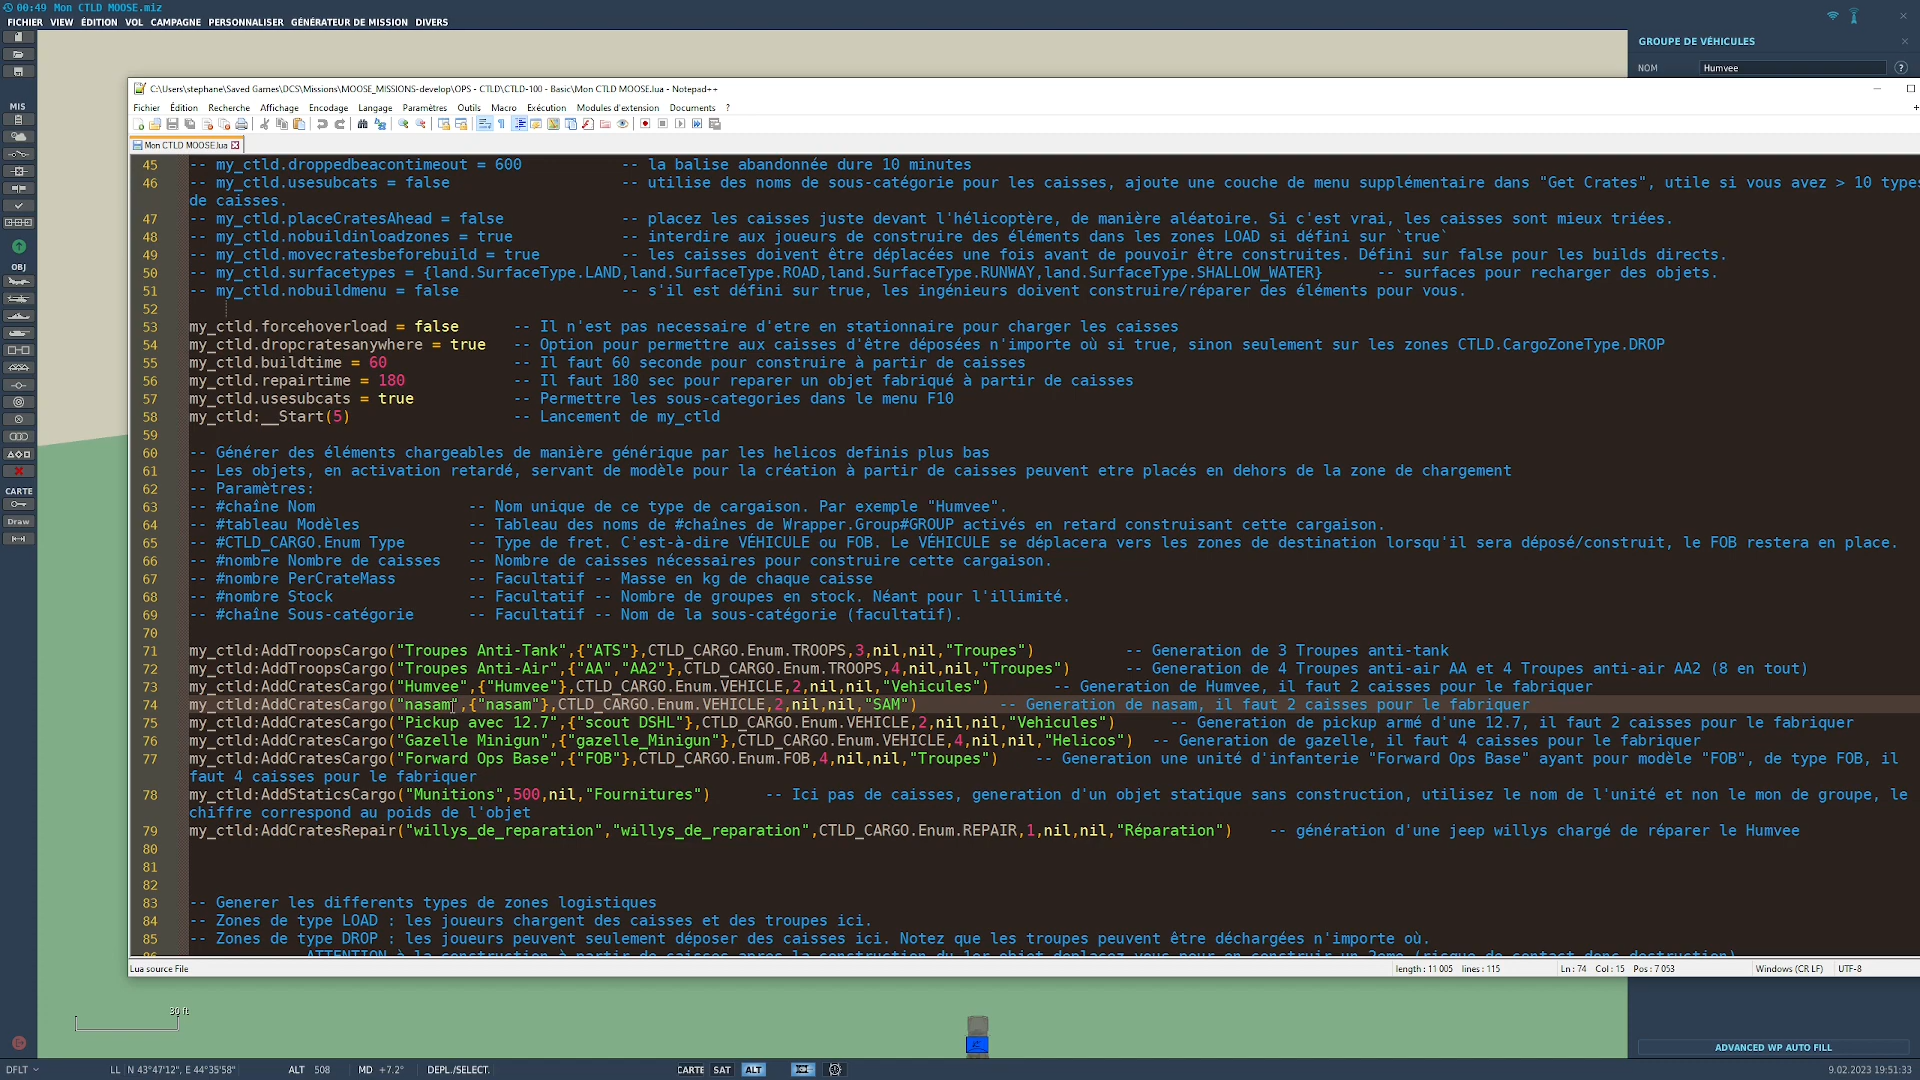 00:49 Mon CTLD MOOSE.miz
FICHIER VIEW ÉDITION VOL CAMPAGNE PERSONNALISER GÉNÉRATEUR DE MISSION DIVERS
GROUPE DE VÉHICULES
NOM Humvee ?
C:\Users\stephane\Saved Games\DCS\Missions\MOOSE_MISSIONS-develop\OPS - CTLD\CTLD-100 - Basic\Mon CTLD MOOSE.lua - Notepad++
Fichier Édition Recherche Affichage Encodage Langage Paramètres Outils Macro Exécution Modules d'extension Documents ?
Mon CTLD MOOSE.lua
MIS
OBJ
CARTE
Draw
45 -- my_ctld.droppedbeacontimeout = 600 -- la balise abandonnée dure 10 minutes
46 -- my_ctld.usesubcats = false -- utilise des noms de sous-catégorie pour les caisses, ajoute une couche de menu supplémentaire dans "Get Crates", utile si vous avez > 10 types
de caisses.
47 -- my_ctld.placeCratesAhead = false -- placez les caisses juste devant l'hélicoptère, de manière aléatoire. Si c'est vrai, les caisses sont mieux triées.
48 -- my_ctld.nobuildinloadzones = true -- interdire aux joueurs de construire des éléments dans les zones LOAD si défini sur `true`
49 -- my_ctld.movecratesbeforebuild = true -- les caisses doivent être déplacées une fois avant de pouvoir être construites. Défini sur false pour les builds directs.
50 -- my_ctld.surfacetypes = {land.SurfaceType.LAND,land.SurfaceType.ROAD,land.SurfaceType.RUNWAY,land.SurfaceType.SHALLOW_WATER} -- surfaces pour recharger des objets.
51 -- my_ctld.nobuildmenu = false -- s'il est défini sur true, les ingénieurs doivent construire/réparer des éléments pour vous.
52
53 my_ctld.forcehoverload = false -- Il n'est pas necessaire d'etre en stationnaire pour charger les caisses
54 my_ctld.dropcratesanywhere = true -- Option pour permettre aux caisses d'être déposées n'importe où si true, sinon seulement sur les zones CTLD.CargoZoneType.DROP
55 my_ctld.buildtime = 60 -- Il faut 60 seconde pour construire à partir de caisses
56 my_ctld.repairtime = 180 -- Il faut 180 sec pour reparer un objet fabriqué à partir de caisses
57 my_ctld.usesubcats = true -- Permettre les sous-categories dans le menu F10
58 my_ctld:__Start(5) -- Lancement de my_ctld
59
60 -- Générer des éléments chargeables de manière générique par les helicos definis plus bas
61 -- Les objets, en activation retardé, servant de modèle pour la création à partir de caisses peuvent etre placés en dehors de la zone de chargement
62 -- Paramètres:
63 -- #chaîne Nom -- Nom unique de ce type de cargaison. Par exemple "Humvee".
64 -- #tableau Modèles -- Tableau des noms de #chaînes de Wrapper.Group#GROUP activés en retard construisant cette cargaison.
65 -- #CTLD_CARGO.Enum Type -- Type de fret. C'est-à-dire VÉHICULE ou FOB. Le VÉHICULE se déplacera vers les zones de destination lorsqu'il sera déposé/construit, le FOB restera en place.
66 -- #nombre Nombre de caisses -- Nombre de caisses nécessaires pour construire cette cargaison.
67 -- #nombre PerCrateMass -- Facultatif -- Masse en kg de chaque caisse
68 -- #nombre Stock -- Facultatif -- Nombre de groupes en stock. Néant pour l'illimité.
69 -- #chaîne Sous-catégorie -- Facultatif -- Nom de la sous-catégorie (facultatif).
70
71 my_ctld:AddTroopsCargo("Troupes Anti-Tank",{"ATS"},CTLD_CARGO.Enum.TROOPS,3,nil,nil,"Troupes") -- Generation de 3 Troupes anti-tank
72 my_ctld:AddTroopsCargo("Troupes Anti-Air",{"AA","AA2"},CTLD_CARGO.Enum.TROOPS,4,nil,nil,"Troupes") -- Generation de 4 Troupes anti-air AA et 4 Troupes anti-air AA2 (8 en tout)
73 my_ctld:AddCratesCargo("Humvee",{"Humvee"},CTLD_CARGO.Enum.VEHICLE,2,nil,nil,"Vehicules") -- Generation de Humvee, il faut 2 caisses pour le fabriquer
74 my_ctld:AddCratesCargo("nasam",{"nasam"},CTLD_CARGO.Enum.VEHICLE,2,nil,nil,"SAM") -- Generation de nasam, il faut 2 caisses pour le fabriquer
75 my_ctld:AddCratesCargo("Pickup avec 12.7",{"scout DSHL"},CTLD_CARGO.Enum.VEHICLE,2,nil,nil,"Vehicules") -- Generation de pickup armé d'une 12.7, il faut 2 caisses pour le fabriquer
76 my_ctld:AddCratesCargo("Gazelle Minigun",{"gazelle_Minigun"},CTLD_CARGO.Enum.VEHICLE,4,nil,nil,"Helicos") -- Generation de gazelle, il faut 4 caisses pour le fabriquer
77 my_ctld:AddCratesCargo("Forward Ops Base",{"FOB"},CTLD_CARGO.Enum.FOB,4,nil,nil,"Troupes") -- Generation une unité d'infanterie "Forward Ops Base" ayant pour modèle "FOB", de type FOB, il
faut 4 caisses pour le fabriquer
78 my_ctld:AddStaticsCargo("Munitions",500,nil,"Fournitures") -- Ici pas de caisses, generation d'un objet statique sans construction, utilisez le nom de l'unité et non le mon de groupe, le
chiffre correspond au poids de l'objet
79 my_ctld:AddCratesRepair("willys_de_reparation","willys_de_reparation",CTLD_CARGO.Enum.REPAIR,1,nil,nil,"Réparation") -- génération d'une jeep willys chargé de réparer le Humvee
80
81
82
83 -- Generer les differents types de zones logistiques
84 -- Zones de type LOAD : les joueurs chargent des caisses et des troupes ici.
85 -- Zones de type DROP : les joueurs peuvent seulement déposer des caisses ici. Notez que les troupes peuvent être déchargées n'importe où.
86 ATTENTION à la construction à partir de caisses apres la construction du 1er objet deplacez vous pour en construir un 2eme (risque de contact donc destruction)
Lua source File length : 11 005 lines : 115 Ln : 74 Col : 15 Pos : 7 053 Windows (CR LF) UTF-8
30 ft
ADVANCED WP AUTO FILL
DFLT LL N 43°47'12", E 44°35'58" ALT 508 MD +7.2° DEPL./SELECT. CARTE SAT ALT 9.02.2023 19:51:33